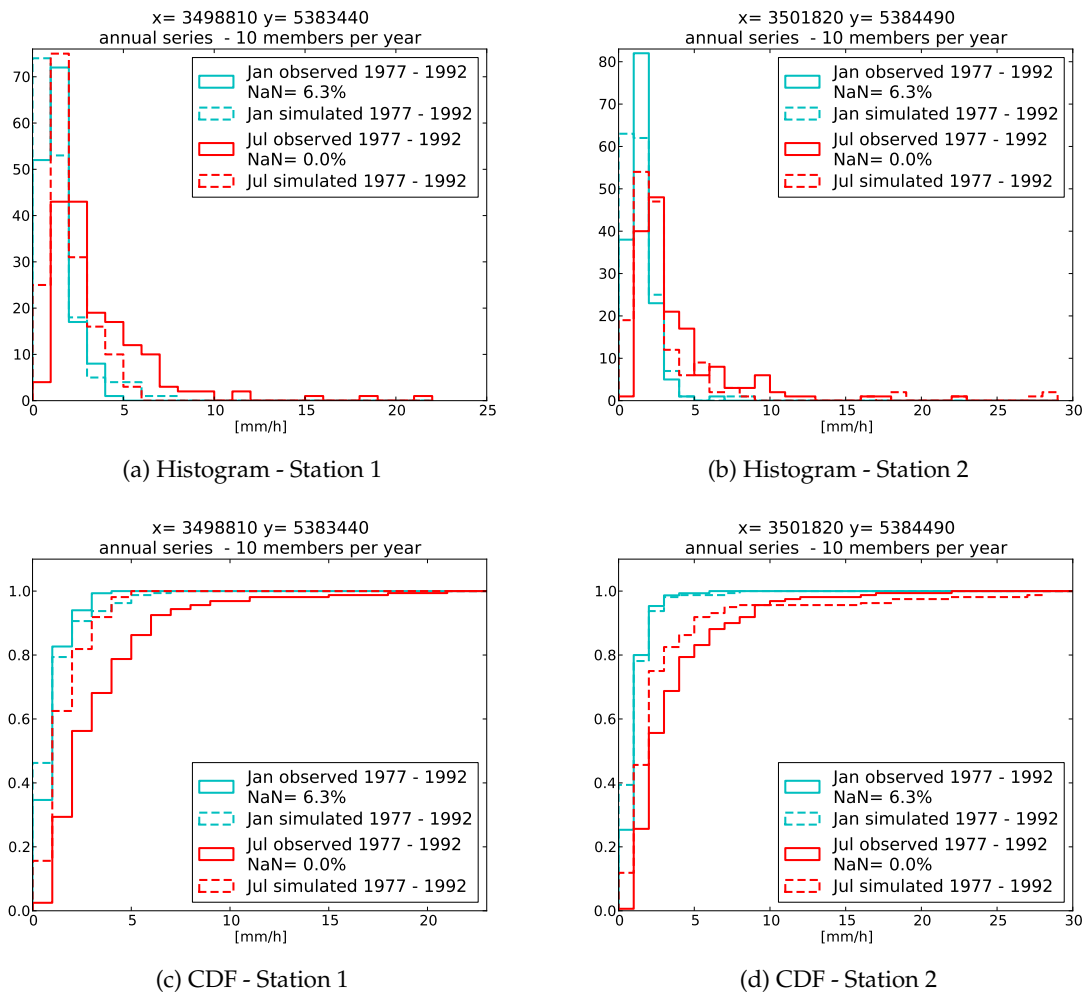 x= 3498810 y= 5383440
annual series - 10 members per year
70
60
50
40
30
20
10
0
Jan observed 1977 - 1992
NaN= 6.3%
Jan simulated 1977 - 1992
Jul observed 1977 - 1992
NaN= 0.0%
Jul simulated 1977 - 1992
0 5 10 15 20 25
[mm/h]
(a) Histogram - Station 1
x= 3501820 y= 5384490
annual series - 10 members per year
80
70
60
50
40
30
20
10
0
Jan observed 1977 - 1992
NaN= 6.3%
Jan simulated 1977 - 1992
Jul observed 1977 - 1992
NaN= 0.0%
Jul simulated 1977 - 1992
0 5 10 15 20 25 30
[mm/h]
(b) Histogram - Station 2
x= 3498810 y= 5383440
annual series - 10 members per year
1.0
0.8
0.6
0.4
0.2
0.0
Jan observed 1977 - 1992
NaN= 6.3%
Jan simulated 1977 - 1992
Jul observed 1977 - 1992
NaN= 0.0%
Jul simulated 1977 - 1992
0 5 10 15 20
[mm/h]
(c) CDF - Station 1
x= 3501820 y= 5384490
annual series - 10 members per year
1.0
0.8
0.6
0.4
0.2
0.0
Jan observed 1977 - 1992
NaN= 6.3%
Jan simulated 1977 - 1992
Jul observed 1977 - 1992
NaN= 0.0%
Jul simulated 1977 - 1992
0 5 10 15 20 25 30
[mm/h]
(d) CDF - Station 2